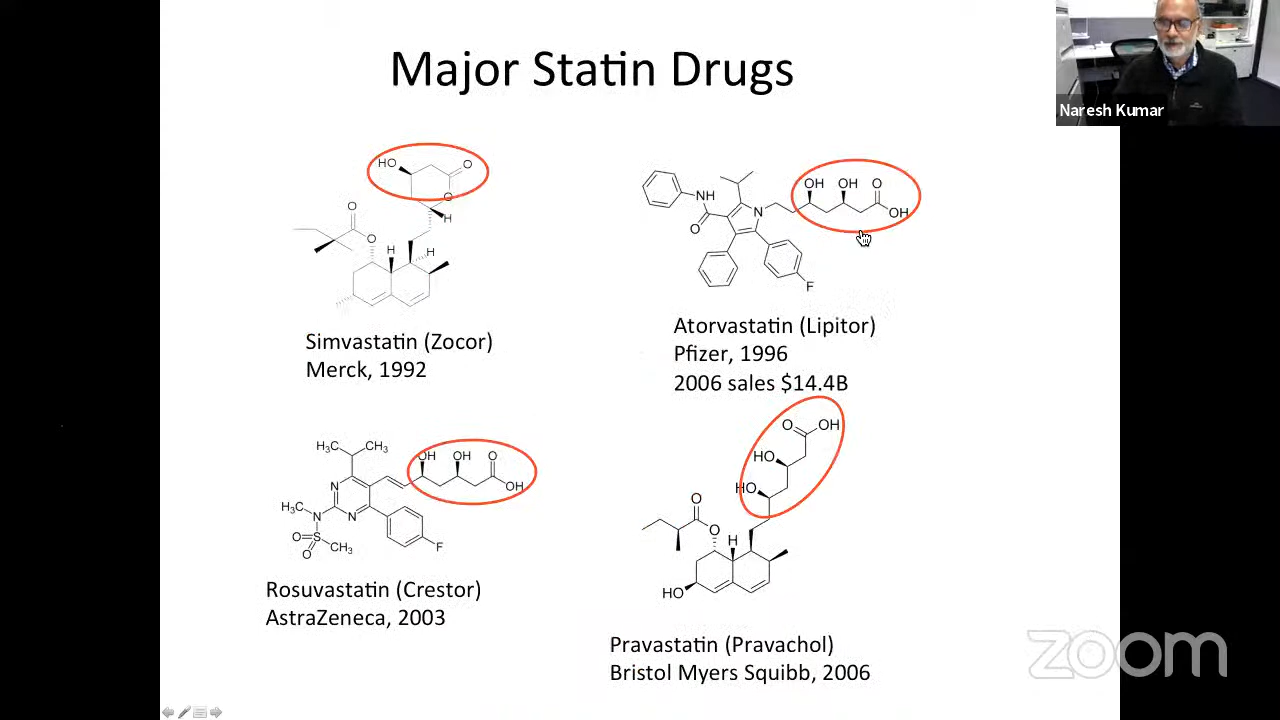 Major Statin Drugs
Naresh Kumar
HO
O
O
H
O
O
H
H
Simvastatin (Zocor)
Merck, 1992
OH
OH
O
OH
NH
O
N
F
Atorvastatin (Lipitor)
Pfizer, 1996
2006 sales $14.4B
H₃C
CH₃
OH
OH
O
OH
N
N
H₃C
N
O
S
CH₃
O
F
Rosuvastatin (Crestor)
AstraZeneca, 2003
O
OH
HO
HO
O
O
H
HO
Pravastatin (Pravachol)
Bristol Myers Squibb, 2006
zoom